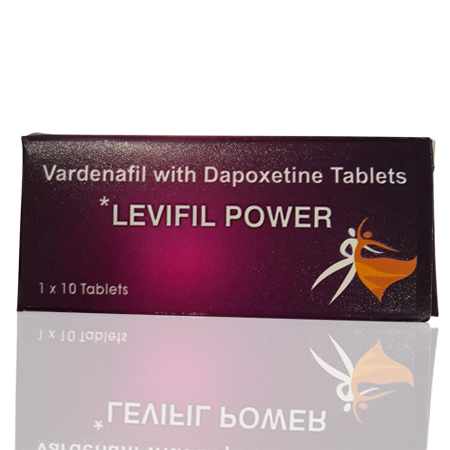 Vardenafil with Dapoxetine Tablets
*LEVIFIL POWER
1 x 10 Tablets